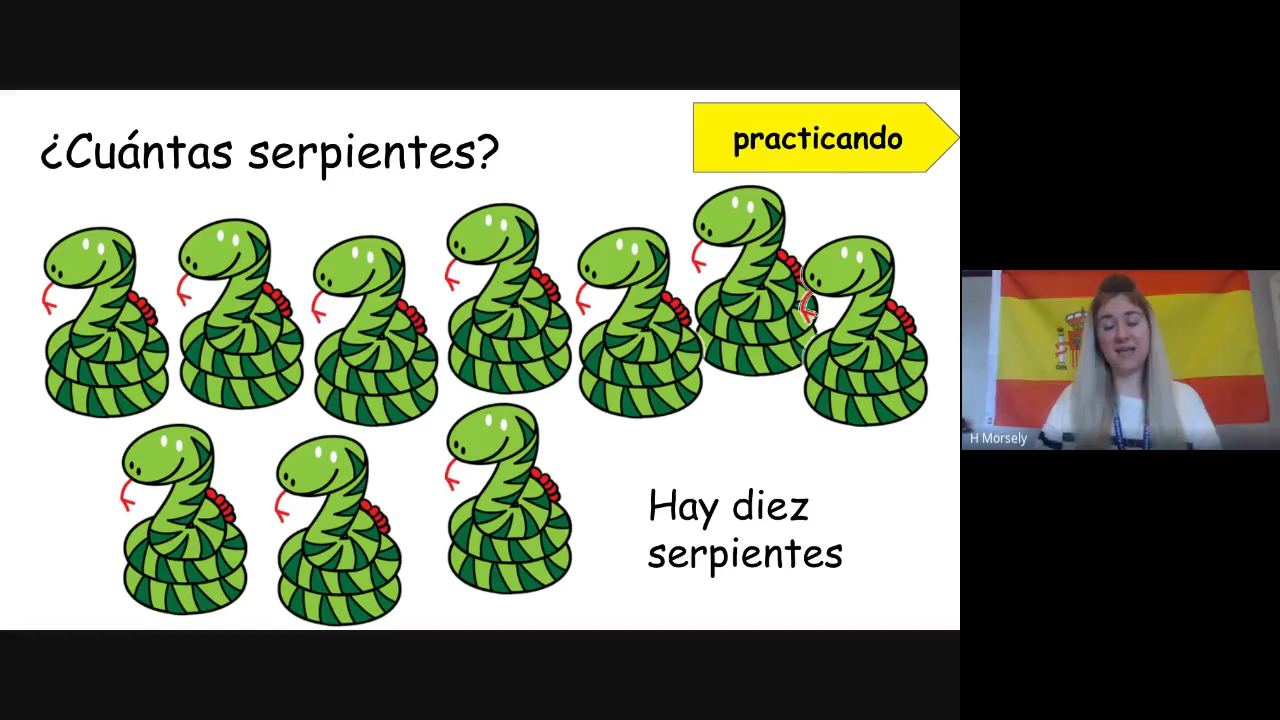 ¿Cuántas serpientes?
practicando
Hay diez
serpientes
H Morsely